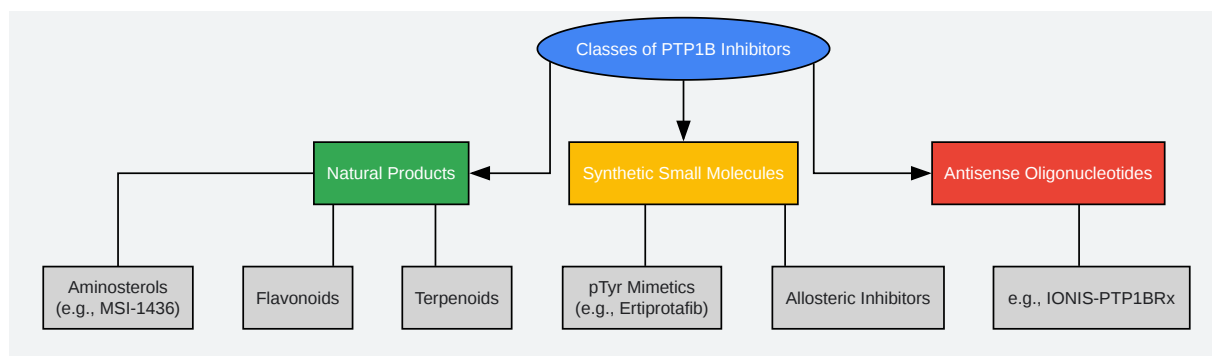 Classes of PTP1B Inhibitors
Natural Products
Synthetic Small Molecules
Antisense Oligonucleotides
Aminosterols
(e.g., MSI-1436)
Flavonoids
Terpenoids
pTyr Mimetics
(e.g., Ertiprotafib)
Allosteric Inhibitors
e.g., IONIS-PTP1BRx